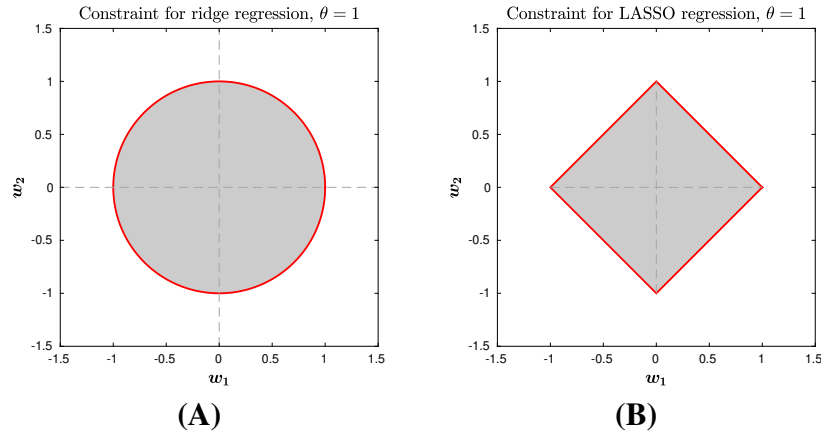 Constraint for ridge regression, θ = 1
1.5
1
0.5
0
-0.5
-1
-1.5
w₂
-1.5 -1 -0.5 0 0.5 1 1.5
w₁
(A)
Constraint for LASSO regression, θ = 1
1.5
1
0.5
0
-0.5
-1
-1.5
w₂
-1.5 -1 -0.5 0 0.5 1 1.5
w₁
(B)